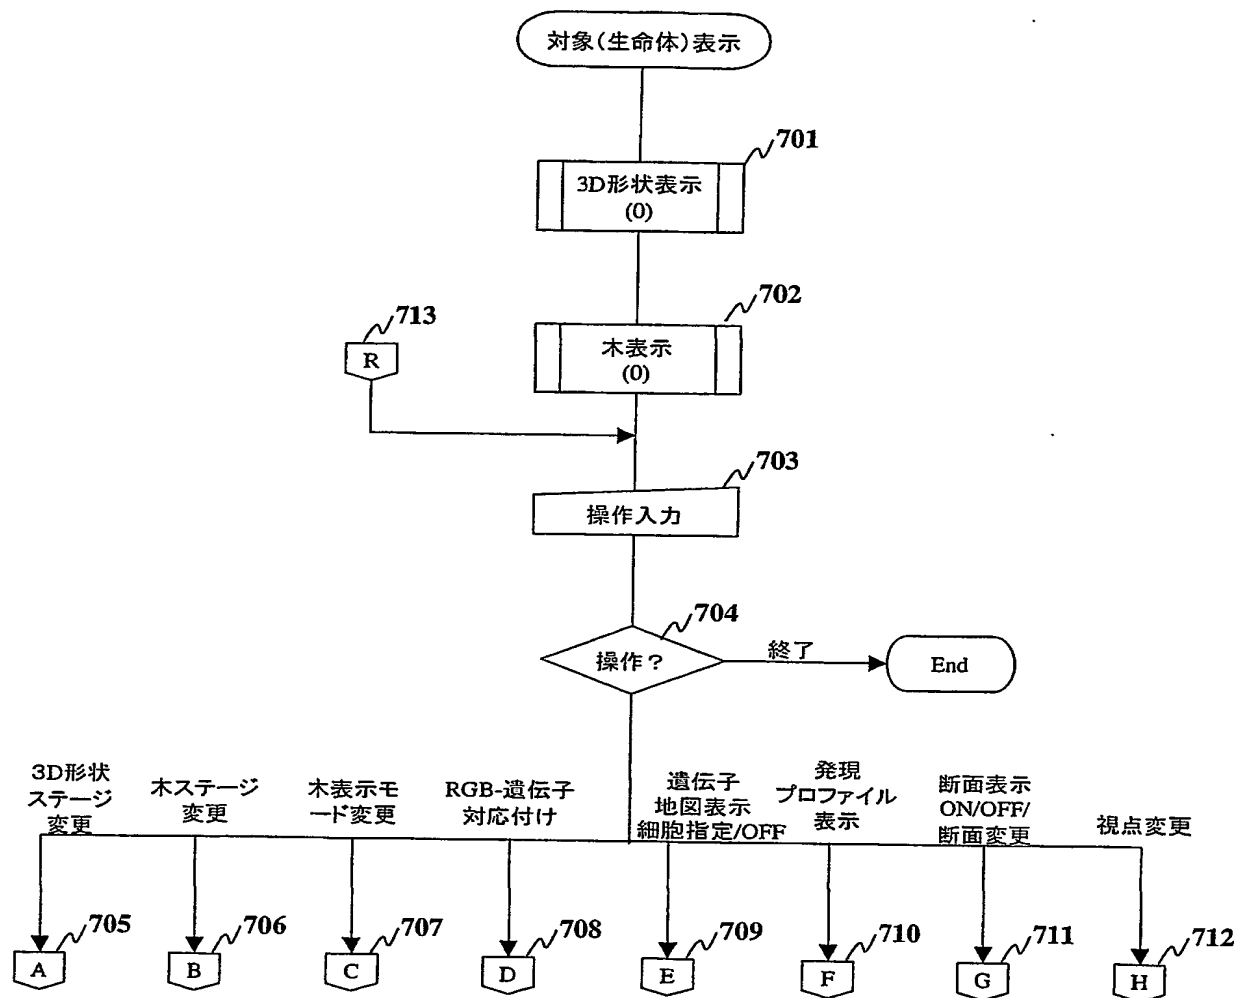 対象(生命体)表示
701
3D形状表示
(0)
702
木表示
(0)
713
R
703
操作入力
704
操作?
終了
End
3D形状
ステージ
変更
木ステージ
変更
木表示モ
ード変更
RGB-遺伝子
対応付け
遺伝子
地図表示
細胞指定/OFF
発現
プロファイル
表示
断面表示
ON/OFF/
断面変更
視点変更
705
A
706
B
707
C
708
D
709
E
710
F
711
G
712
H